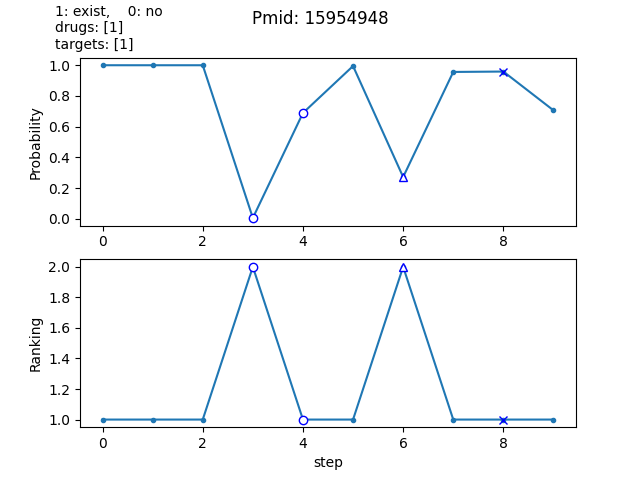 1: exist,    0: no
drugs: [1]
targets: [1]
Pmid: 15954948
1.0
0.8
0.6
0.4
0.2
0.0
Probability
0 2 4 6 8
2.0
1.8
1.6
1.4
1.2
1.0
Ranking
0 2 4 6 8
step